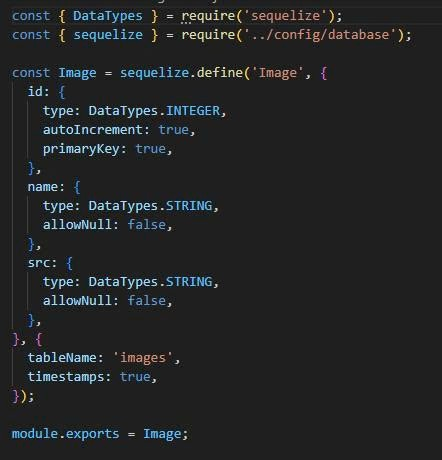 const { DataTypes } = require('sequelize');
const { sequelize } = require('../config/database');

const Image = sequelize.define('Image', {
  id: {
    type: DataTypes.INTEGER,
    autoIncrement: true,
    primaryKey: true,
  },
  name: {
    type: DataTypes.STRING,
    allowNull: false,
  },
  src: {
    type: DataTypes.STRING,
    allowNull: false,
  },
}, {
  tableName: 'images',
  timestamps: true,
});

module.exports = Image;